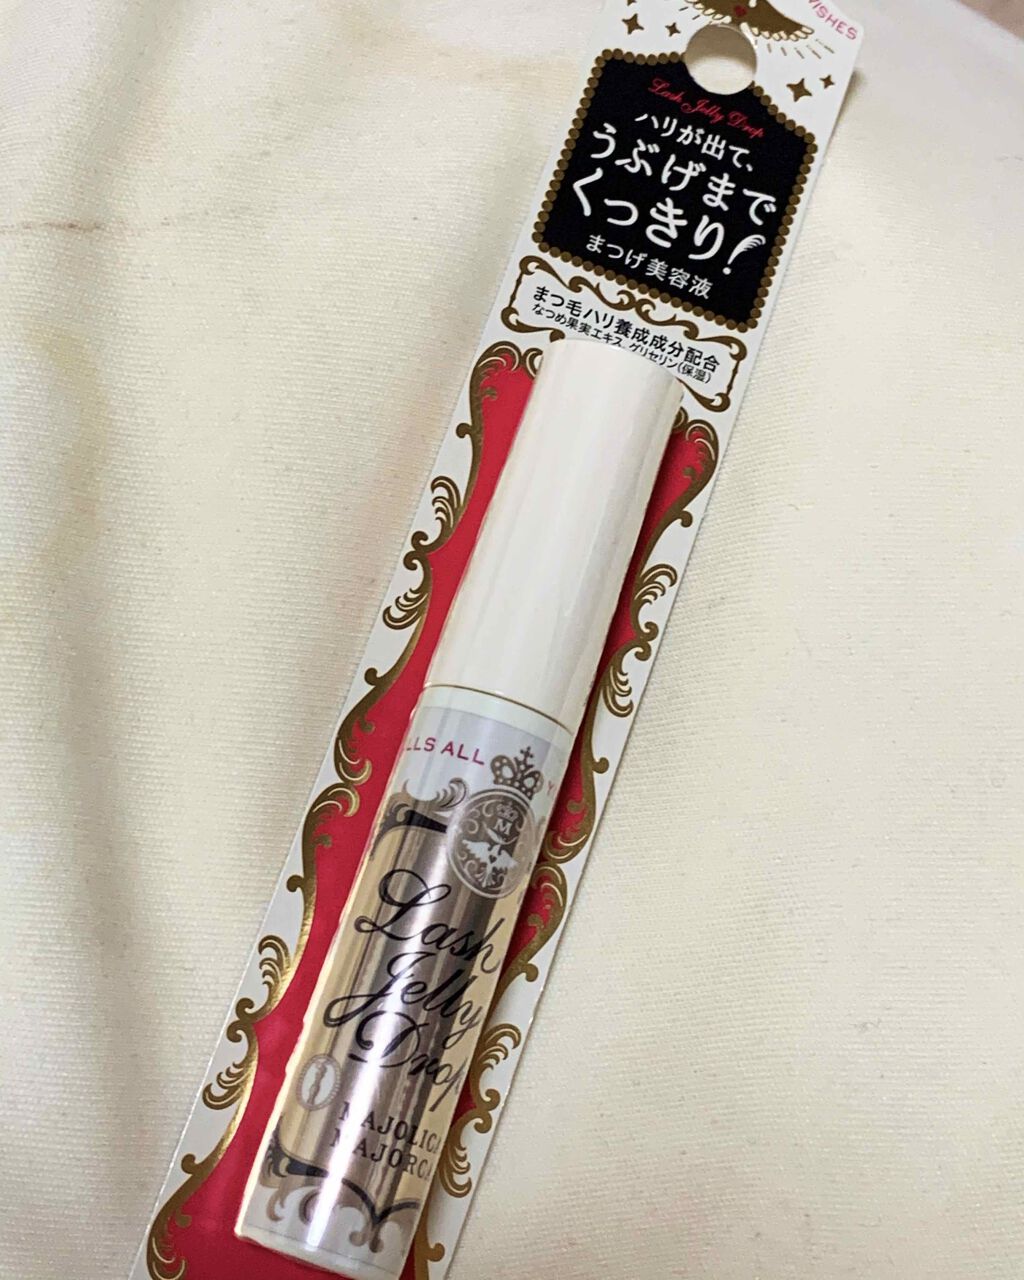 WISHES
Lash Jelly Drop
ハリが出て、
うぶげまで
くっきり!
まつげ美容液
まつ毛ハリ養成成分配合
なつめ果実エキス、グリセリン(保湿)
LLS ALL
M
Lash
Jelly
Drop
MAJOLICA
MAJORCA